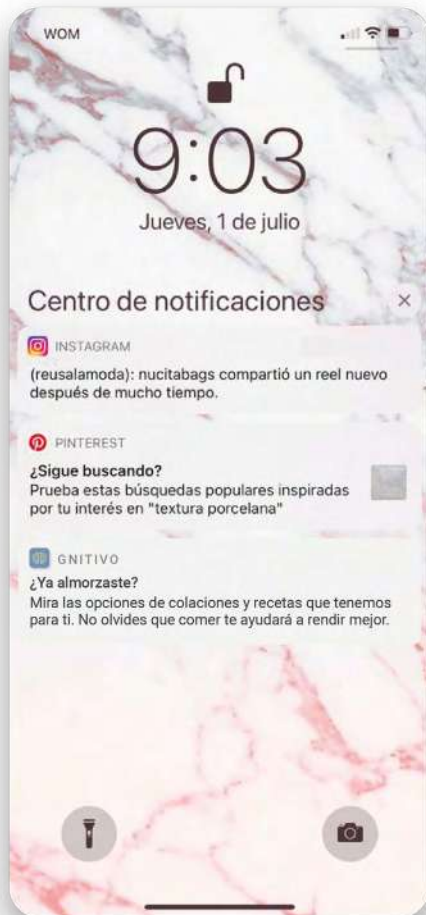 WOM
9:03
Jueves, 1 de julio
Centro de notificaciones
INSTAGRAM
(reusalamoda): nucitabags compartió un reel nuevo
después de mucho tiempo.
PINTEREST
¿Sigue buscando?
Prueba estas búsquedas populares inspiradas
por tu interés en "textura porcelana"
GNITIVO
¿Ya almorzaste?
Mira las opciones de colaciones y recetas que tenemos
para ti. No olvides que comer te ayudará a rendir mejor.